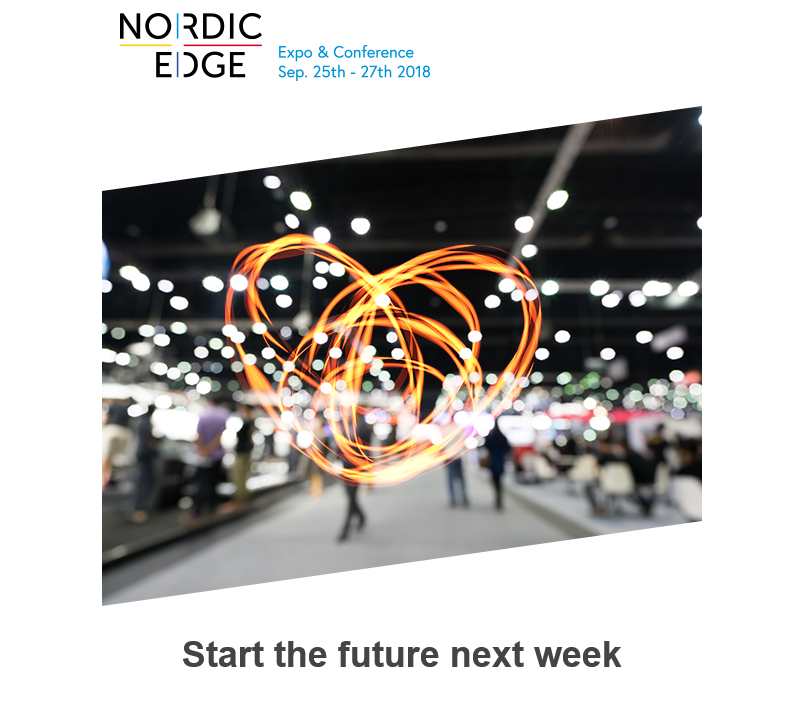 NORDIC
EDGE
Expo & Conference
Sep. 25th - 27th 2018
Start the future next week